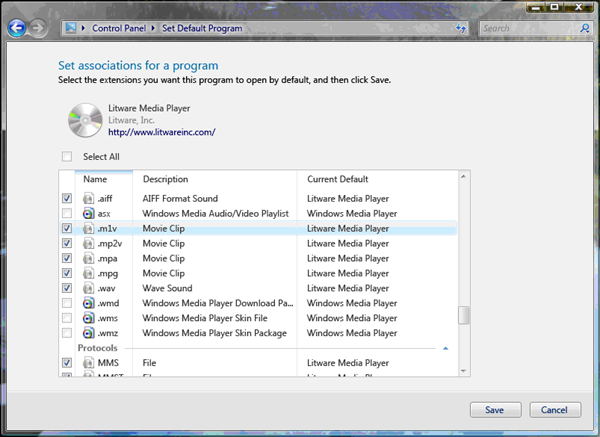 Control Panel Set Default Program Search
Set associations for a program
Select the extensions you want this program to open by default, and then click Save.
Litware Media Player
Litware, Inc.
http://www.litwareinc.com/
Select All
Name Description Current Default
.aiff AIFF Format Sound Litware Media Player
asx Windows Media Audio/Video Playlist Windows Media Player
.m1v Movie Clip Litware Media Player
.mp2v Movie Clip Litware Media Player
.mpa Movie Clip Litware Media Player
.mpg Movie Clip Litware Media Player
.wav Wave Sound Litware Media Player
.wmd Windows Media Player Download Pa... Windows Media Player
.wms Windows Media Player Skin File Windows Media Player
.wmz Windows Media Player Skin Package Windows Media Player
Protocols
MMS File Litware Media Player
Save Cancel